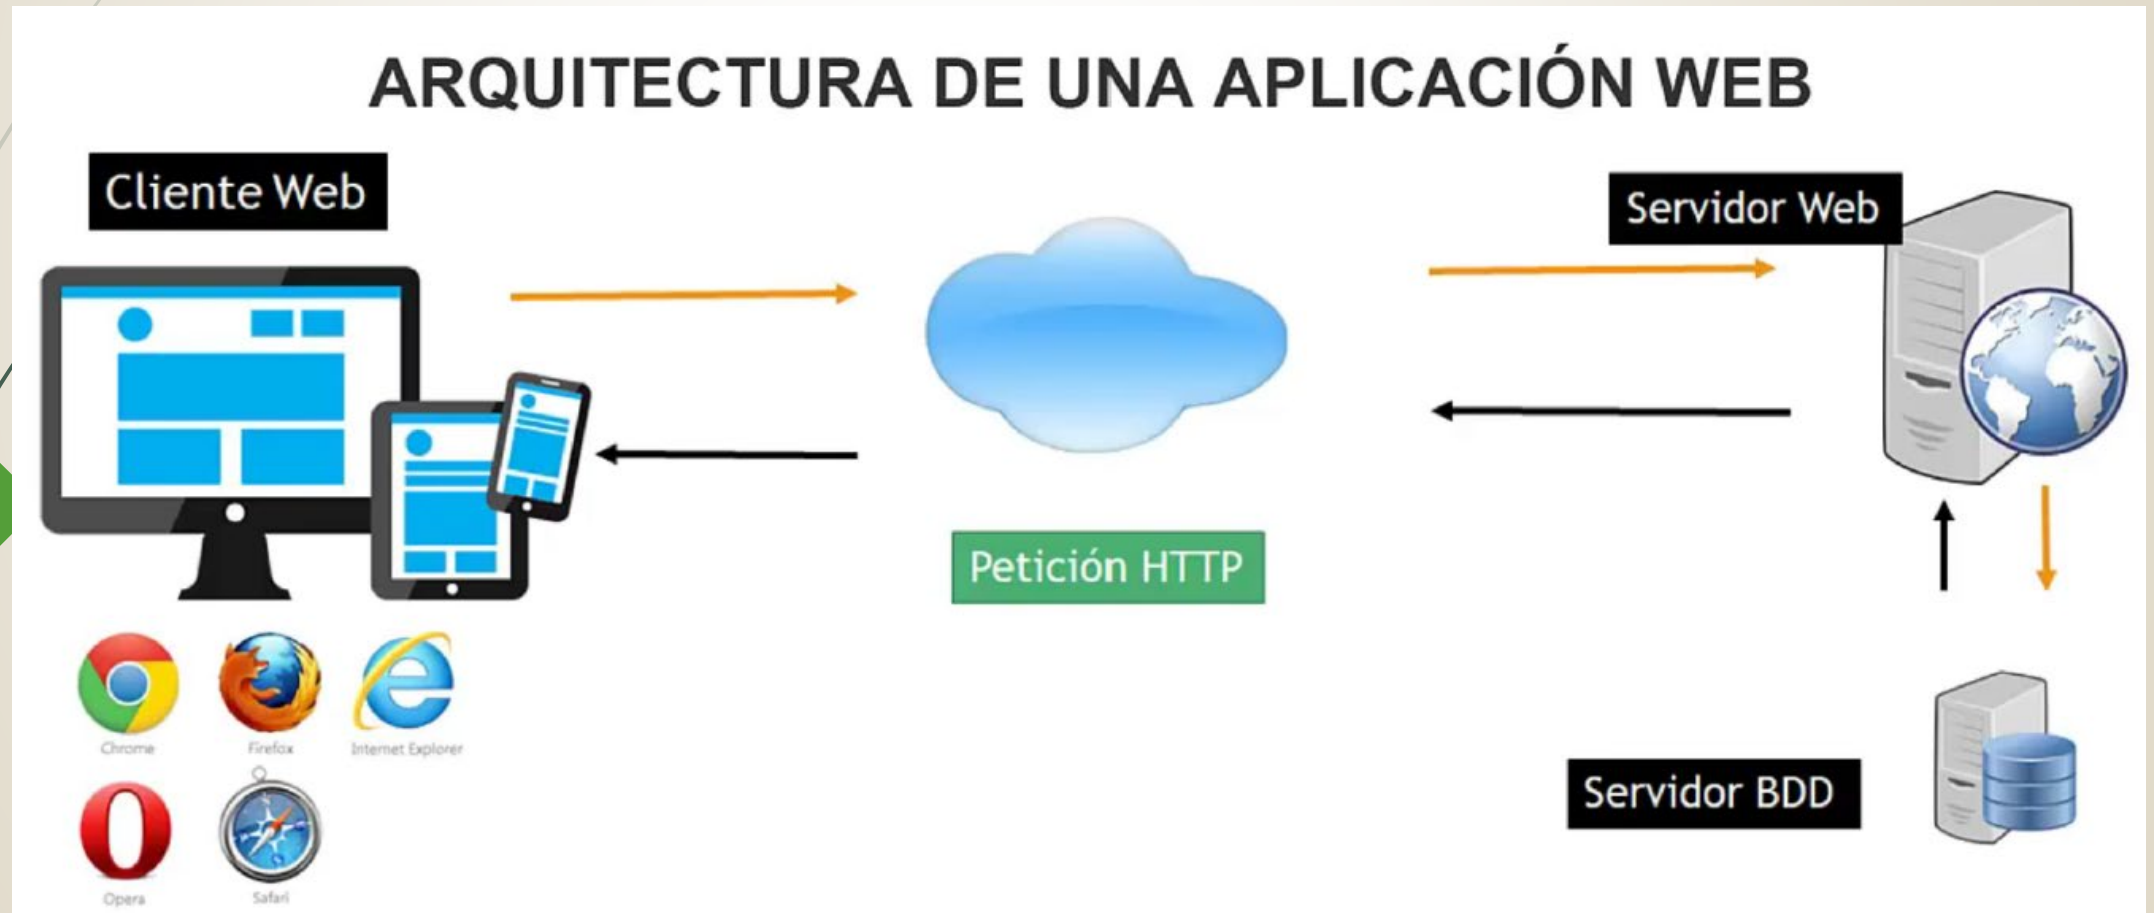 ARQUITECTURA DE UNA APLICACIÓN WEB
Cliente Web
Servidor Web
Petición HTTP
Chrome
Firefox
Internet Explorer
Opera
Safari
Servidor BDD